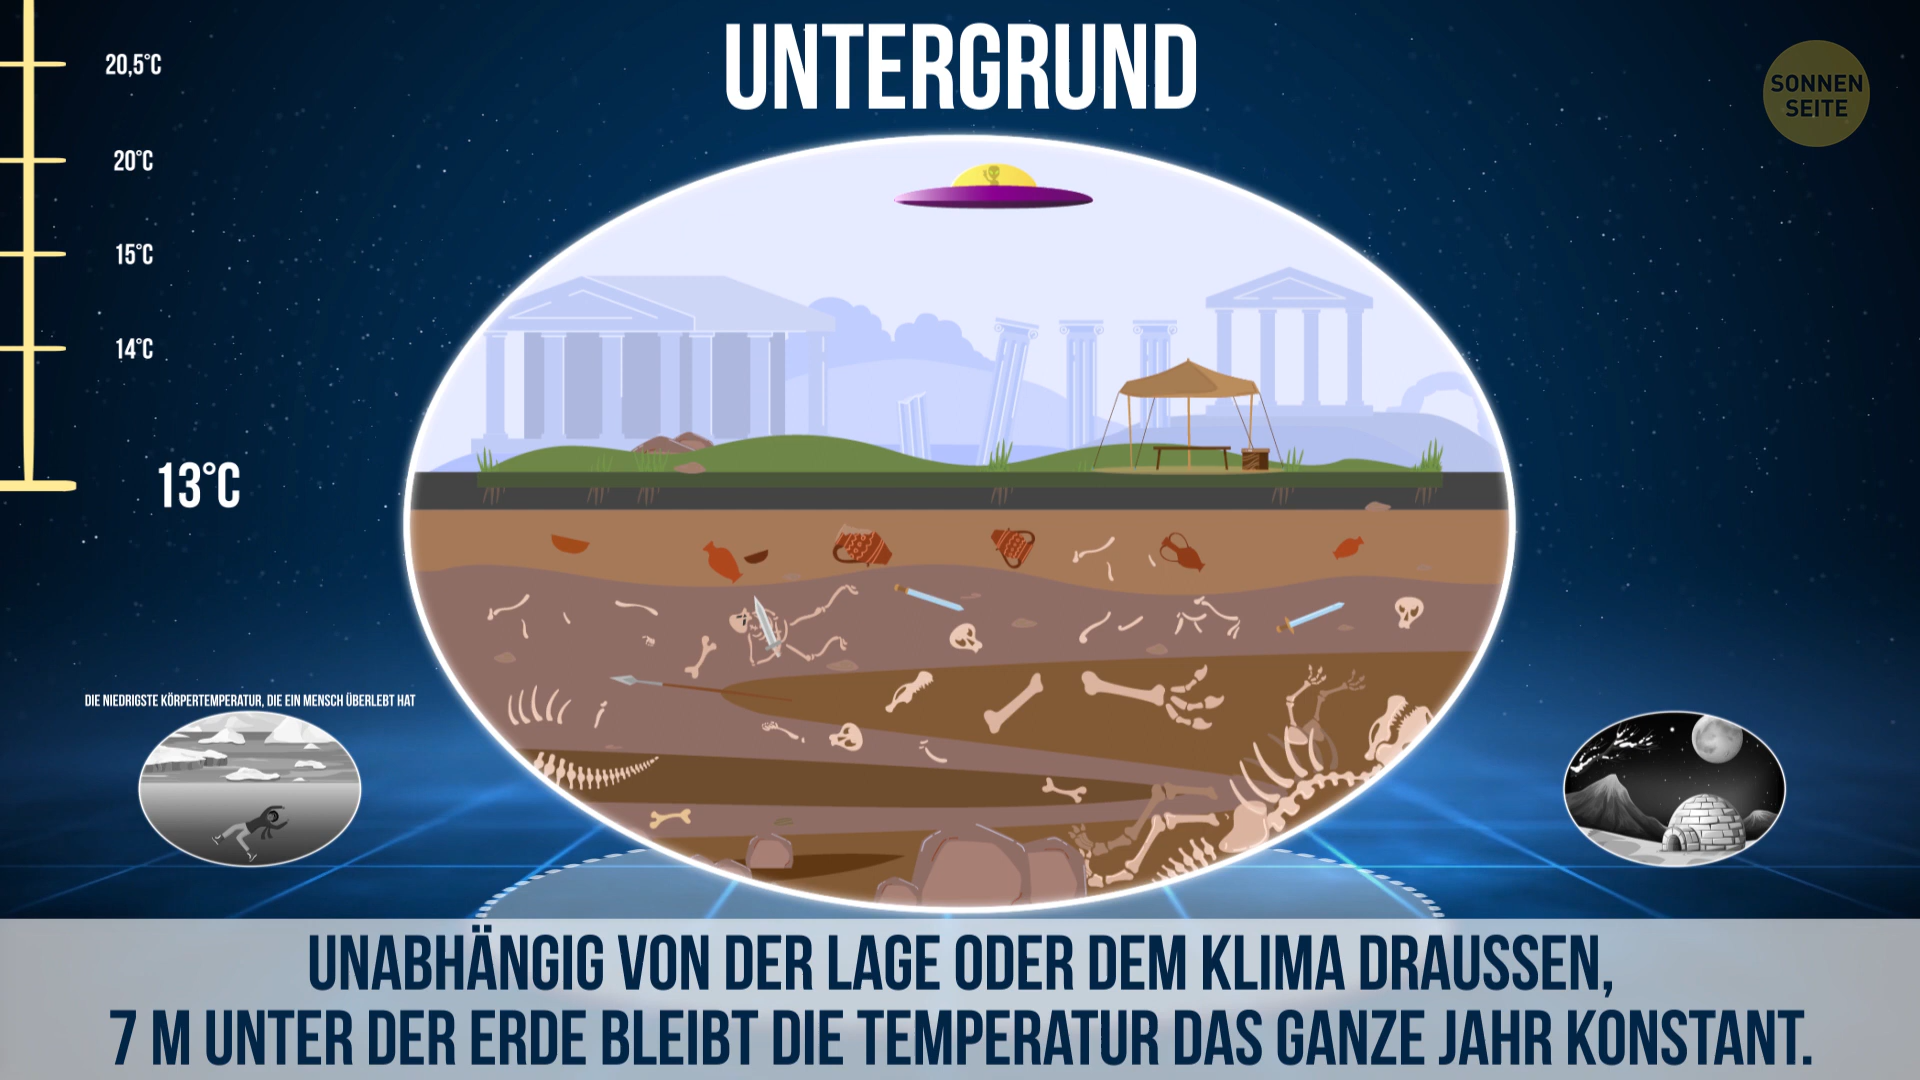 UNTERGRUND
SONNEN
SEITE
20,5°C
20°C
15°C
14°C
13°C
DIE NIEDRIGSTE KÖRPERTEMPERATUR, DIE EIN MENSCH ÜBERLEBT HAT
UNABHÄNGIG VON DER LAGE ODER DEM KLIMA DRAUSSEN,
7 M UNTER DER ERDE BLEIBT DIE TEMPERATUR DAS GANZE JAHR KONSTANT.